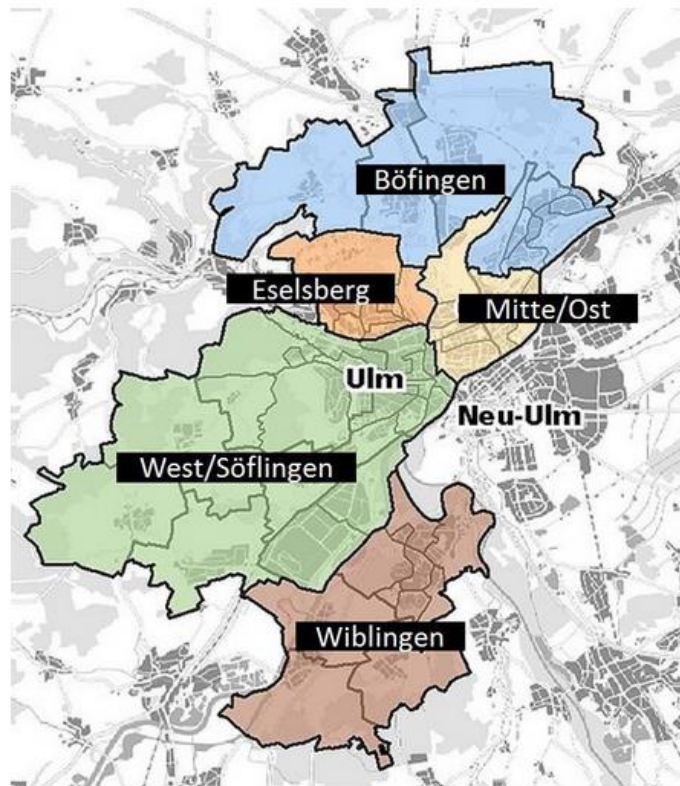 Böfingen
Eselsberg
Mitte/Ost
Ulm
Neu-Ulm
West/Söflingen
Wiblingen